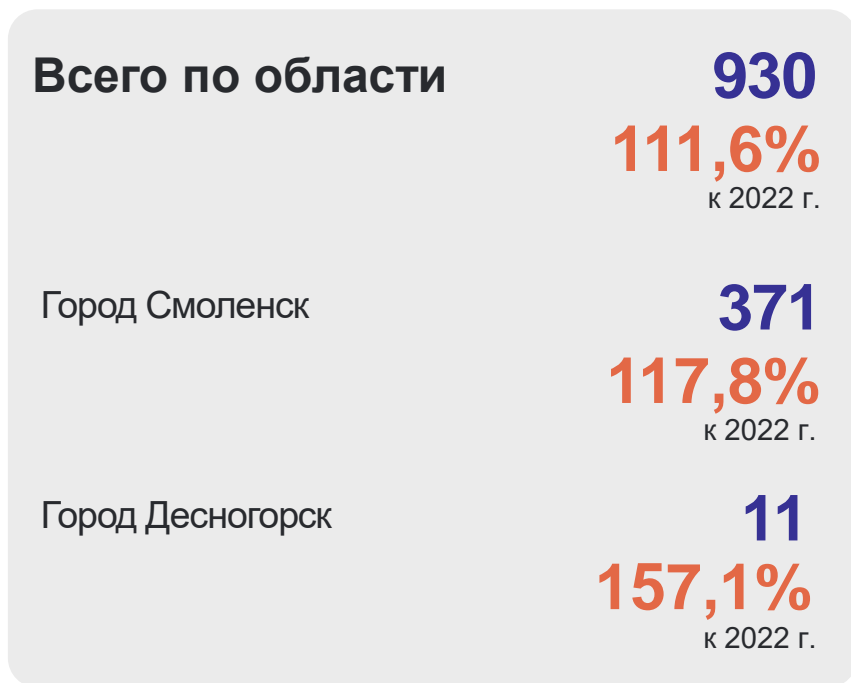 Всего по области 930
111,6%
к 2022 г.
Город Смоленск 371
117,8%
к 2022 г.
Город Десногорск 11
157,1%
к 2022 г.